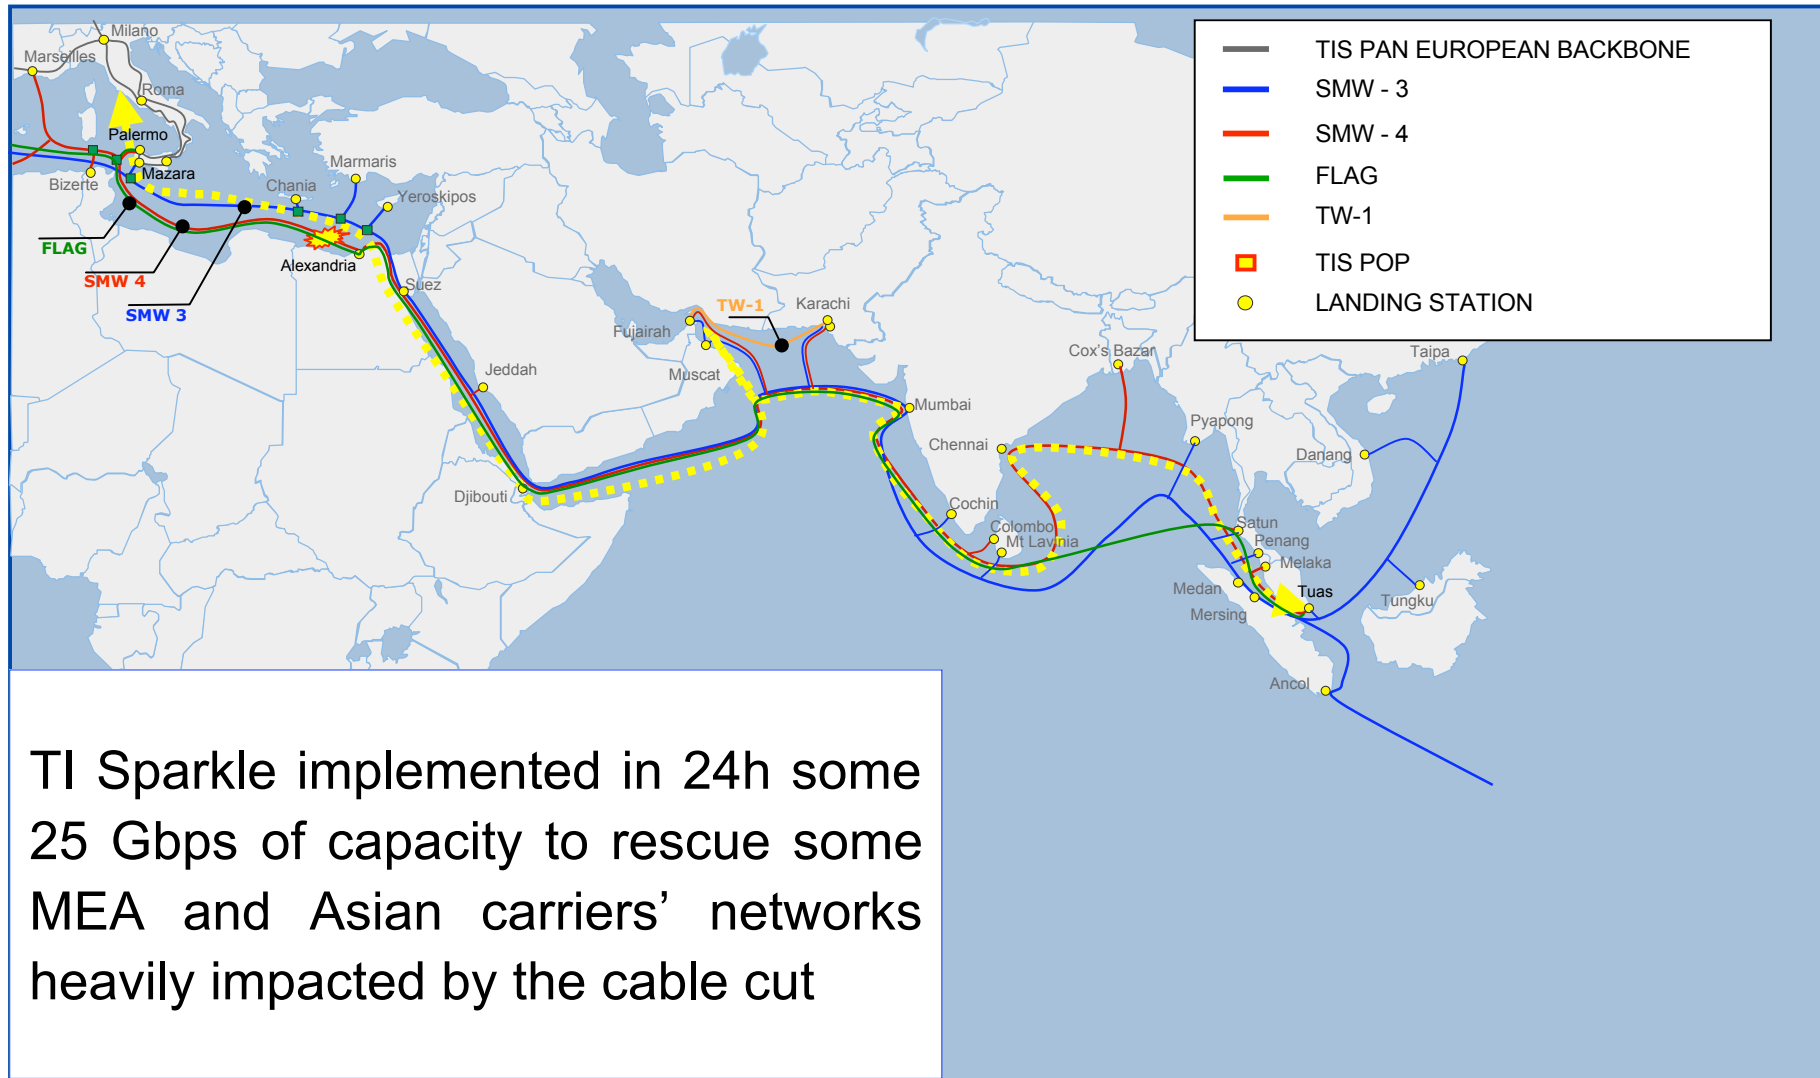 Milano
Marseilles
Roma
Palermo
Mazara
Bizerte
Marmaris
Chania
Yeroskipos
FLAG
SMW 4
SMW 3
Alexandria
Suez
TW-1
Karachi
Fujairah
Muscat
Jeddah
Djibouti
Mumbai
Chennai
Cox's Bazar
Taipa
Pyapong
Danang
Cochin
Colombo
Mt Lavinia
Satun
Penang
Melaka
Medan
Tuas
Mersing
Tungku
Ancol
TIS PAN EUROPEAN BACKBONE
SMW - 3
SMW - 4
FLAG
TW-1
TIS POP
LANDING STATION
TI Sparkle implemented in 24h some
25 Gbps of capacity to rescue some
MEA and Asian carriers’ networks
heavily impacted by the cable cut